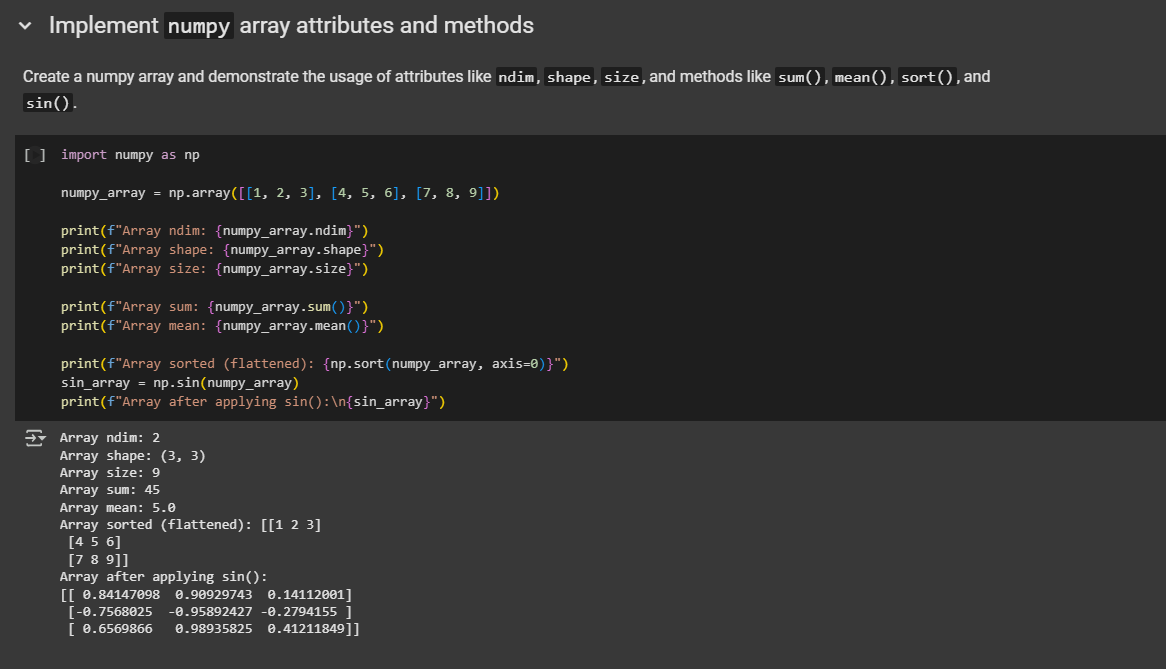 Implement numpy array attributes and methods
Create a numpy array and demonstrate the usage of attributes like ndim, shape, size, and methods like sum(), mean(), sort(), and
sin().
[ ] import numpy as np
numpy_array = np.array([[1, 2, 3], [4, 5, 6], [7, 8, 9]])
print(f"Array ndim: {numpy_array.ndim}")
print(f"Array shape: {numpy_array.shape}")
print(f"Array size: {numpy_array.size}")
print(f"Array sum: {numpy_array.sum()}")
print(f"Array mean: {numpy_array.mean()}")
print(f"Array sorted (flattened): {np.sort(numpy_array, axis=0)}")
sin_array = np.sin(numpy_array)
print(f"Array after applying sin():\n{sin_array}")
Array ndim: 2
Array shape: (3, 3)
Array size: 9
Array sum: 45
Array mean: 5.0
Array sorted (flattened): [[1 2 3]
 [4 5 6]
 [7 8 9]]
Array after applying sin():
[[ 0.84147098  0.90929743  0.14112001]
 [-0.7568025  -0.95892427 -0.2794155 ]
 [ 0.6569866   0.98935825  0.41211849]]